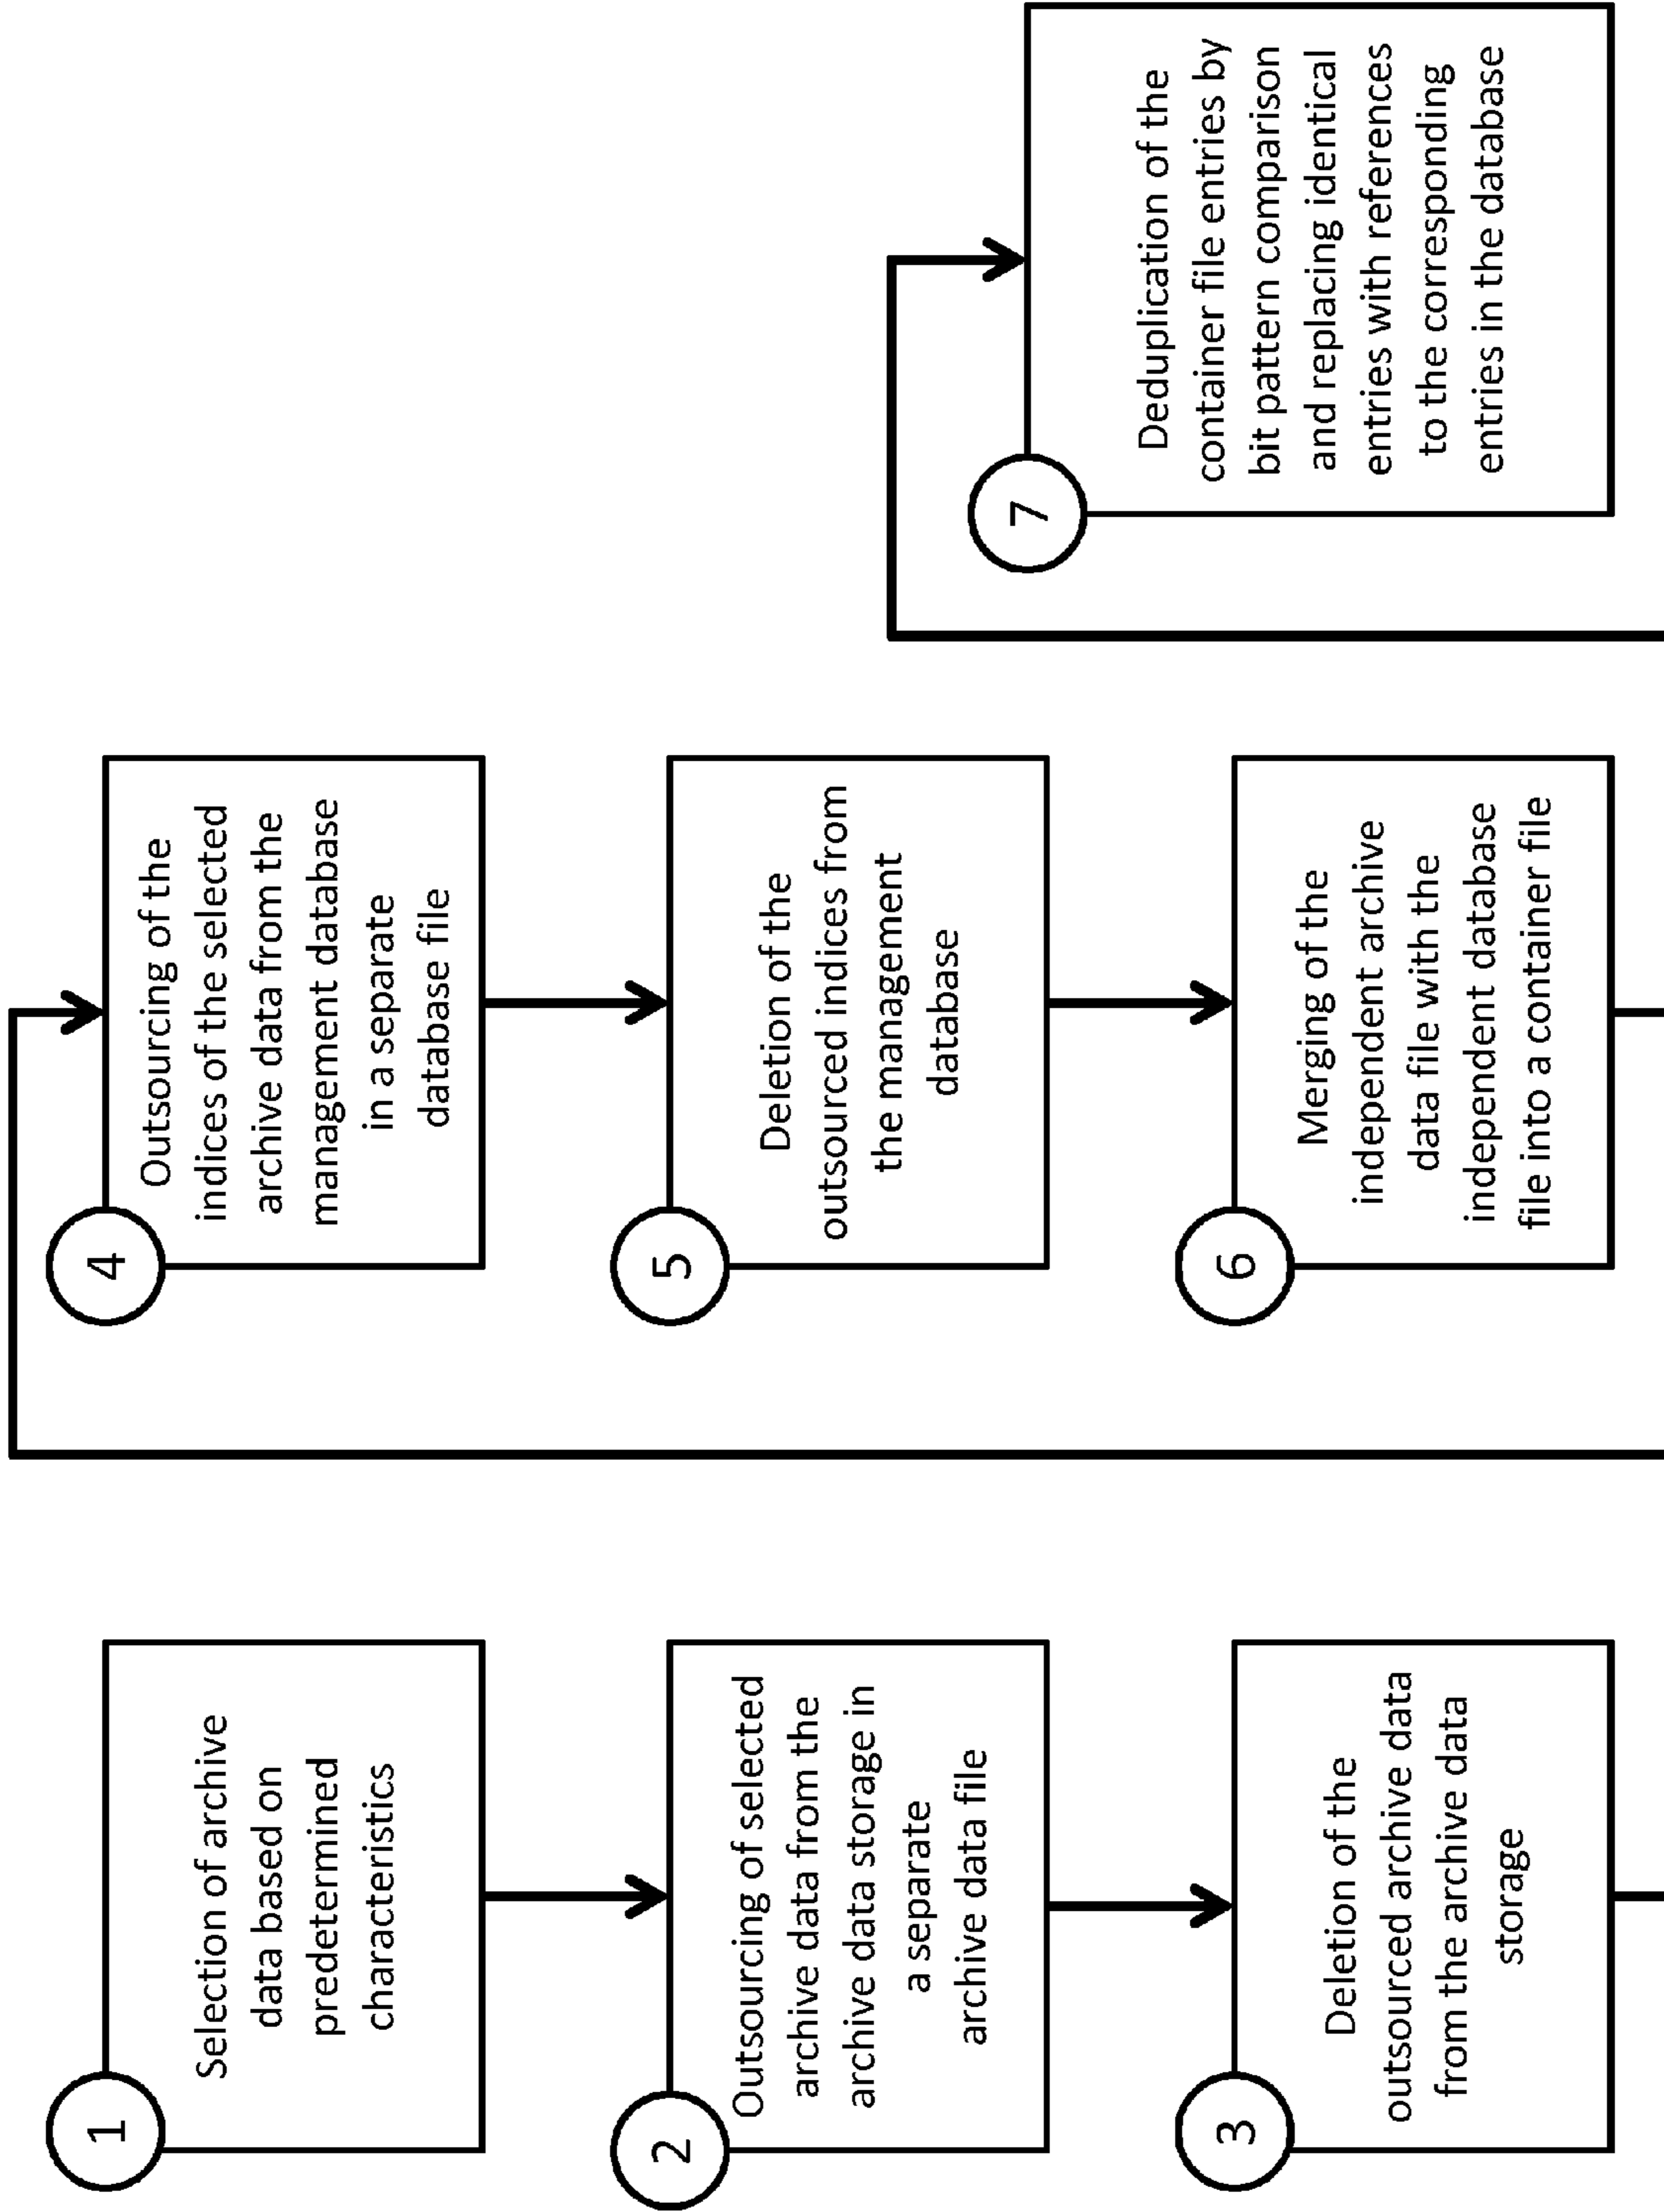 1
Selection of archive
data based on
predetermined
characteristics
2
Outsourcing of selected
archive data from the
archive data storage in
a separate
archive data file
3
Deletion of the
outsourced archive data
from the archive data
storage
4
Outsourcing of the
indices of the selected
archive data from the
management database
in a separate
database file
5
Deletion of the
outsourced indices from
the management
database
6
Merging of the
independent archive
data file with the
independent database
file into a container file
7
Deduplication of the
container file entries by
bit pattern comparison
and replacing identical
entries with references
to the corresponding
entries in the database